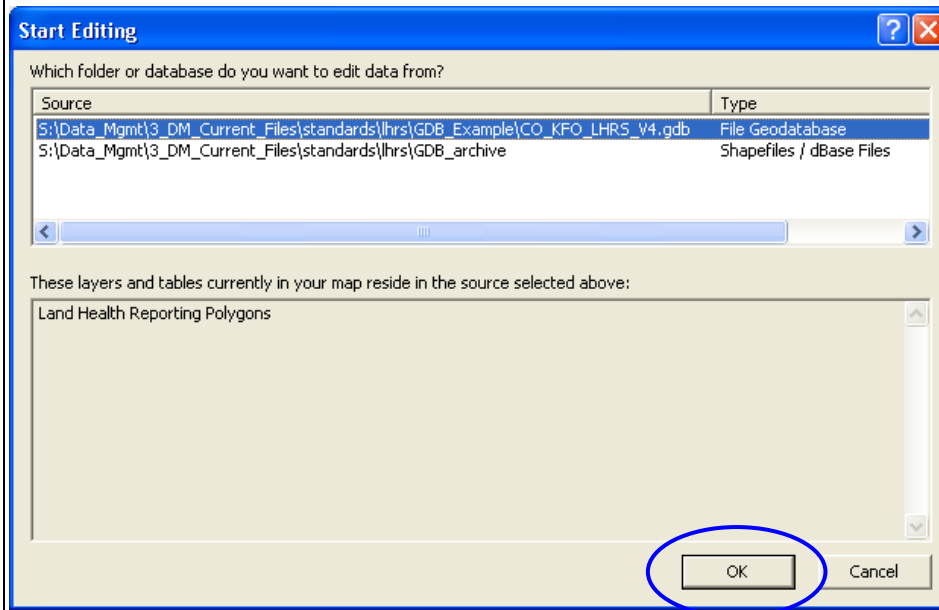 Start Editing
Which folder or database do you want to edit data from?
Source Type
S:\Data_Mgmt\3_DM_Current_Files\standards\lhrs\GDB_Example\CO_KFO_LHRS_V4.gdb File Geodatabase
S:\Data_Mgmt\3_DM_Current_Files\standards\lhrs\GDB_archive Shapefiles / dBase Files
These layers and tables currently in your map reside in the source selected above:
Land Health Reporting Polygons
OK Cancel